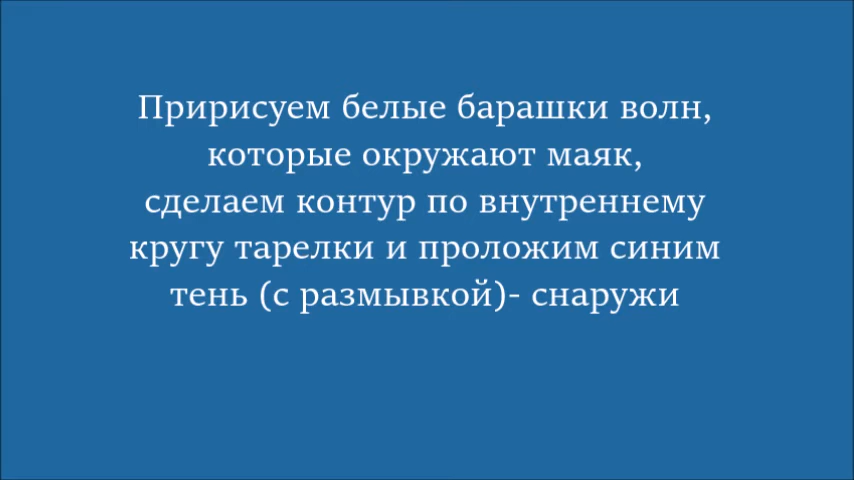 Пририсуем белые барашки волн,
которые окружают маяк,
сделаем контур по внутреннему
кругу тарелки и проложим синим
тень (с размывкой)- снаружи